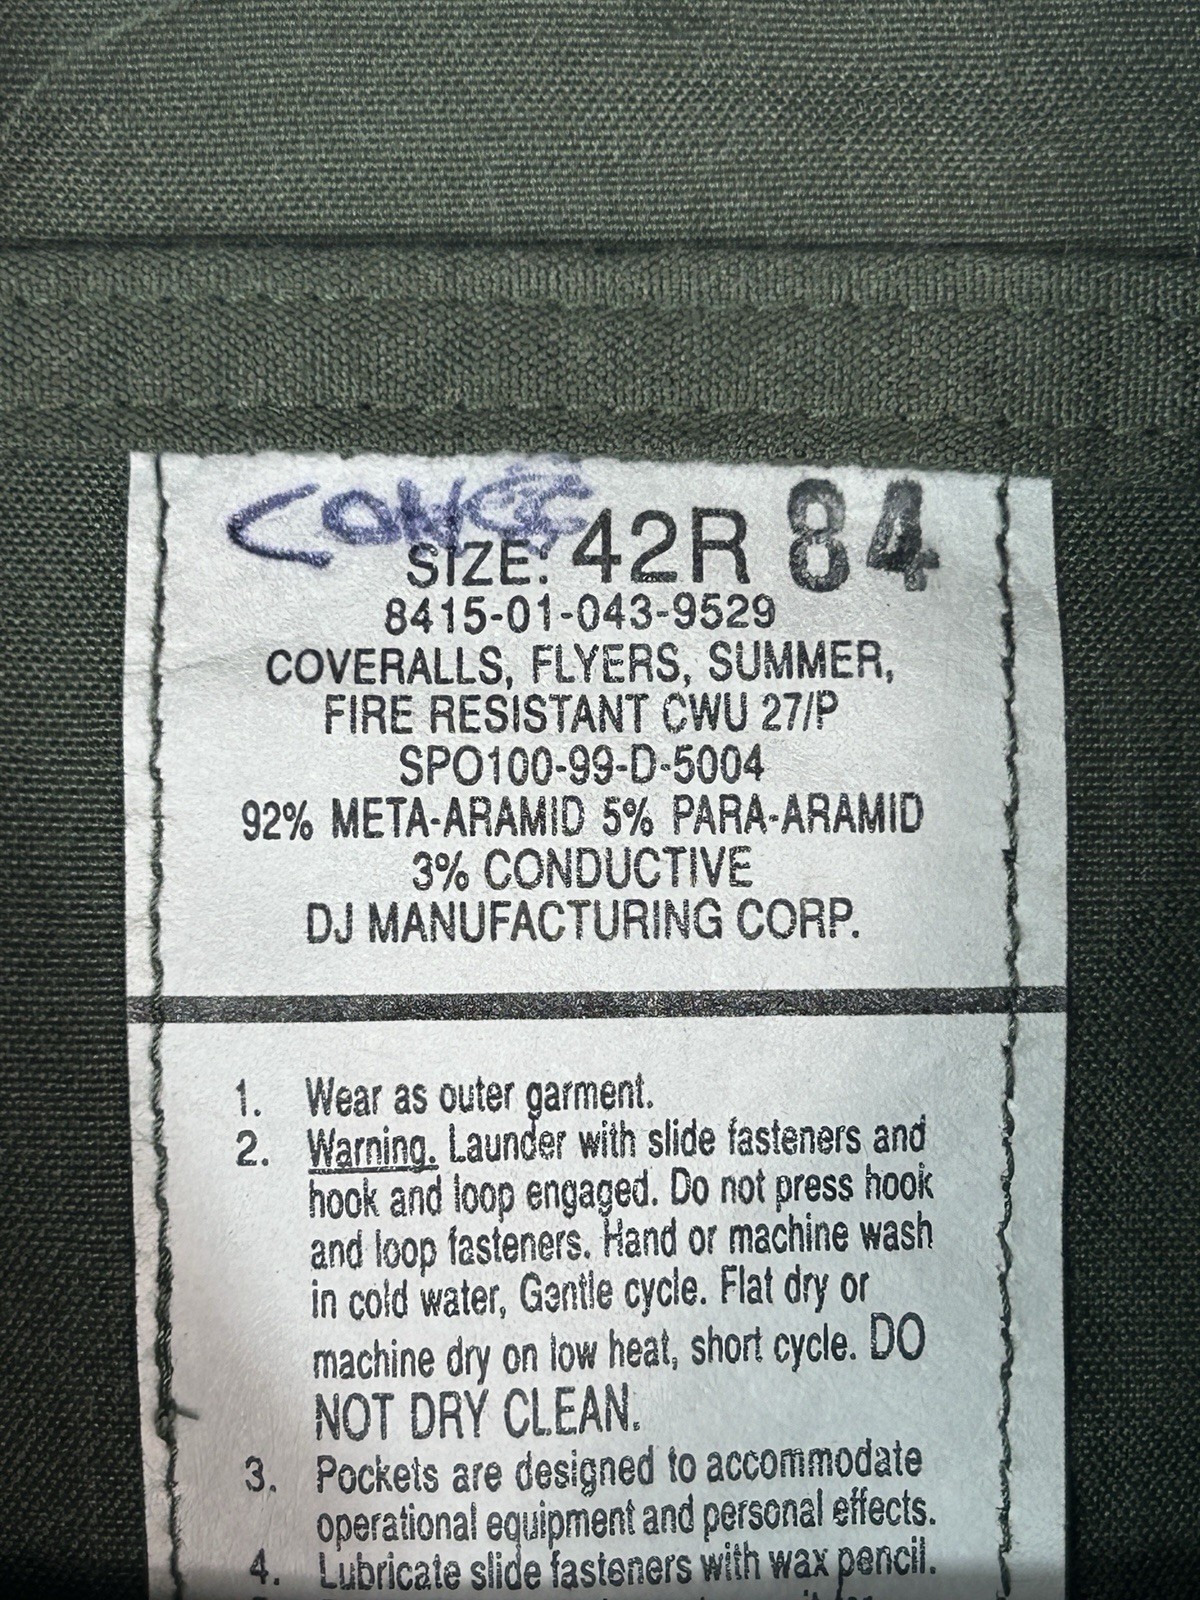 SIZE: 42R 84
8415-01-043-9529
COVERALLS, FLYERS, SUMMER,
FIRE RESISTANT CWU 27/P
SPO100-99-D-5004
92% META-ARAMID 5% PARA-ARAMID
3% CONDUCTIVE
DJ MANUFACTURING CORP.
1. Wear as outer garment.
2. Warning. Launder with slide fasteners and
hook and loop engaged. Do not press hook
and loop fasteners. Hand or machine wash
in cold water, Gentle cycle. Flat dry or
machine dry on low heat, short cycle. DO
NOT DRY CLEAN.
3. Pockets are designed to accommodate
operational equipment and personal effects.
4. Lubricate slide fasteners with wax pencil.